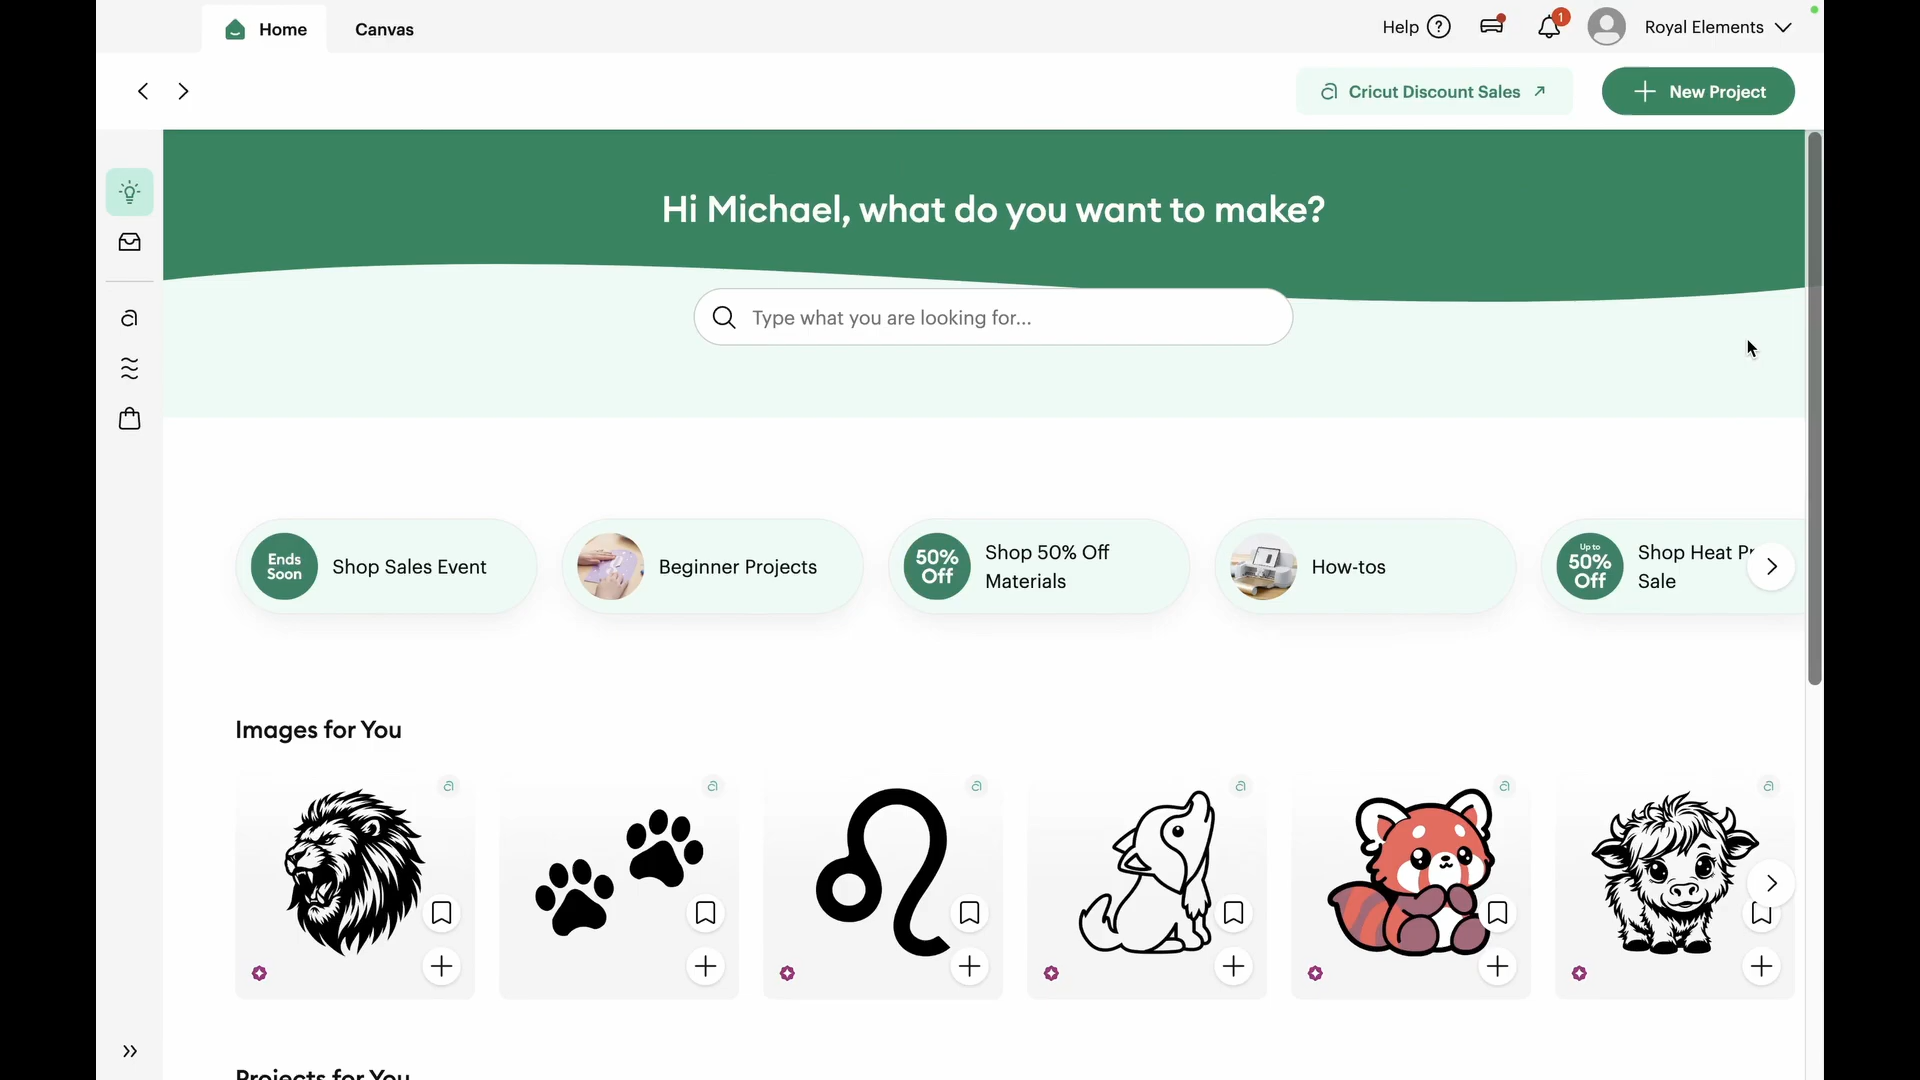 Home
Canvas
Help
1
Royal Elements
Cricut Discount Sales
New Project
Hi Michael, what do you want to make?
Type what you are looking for...
Ends
Soon
Shop Sales Event
Beginner Projects
50%
Off
Shop 50% Off
Materials
How-tos
Up to
50%
Off
Shop Heat Pr
Sale
Images for You
Projects for You